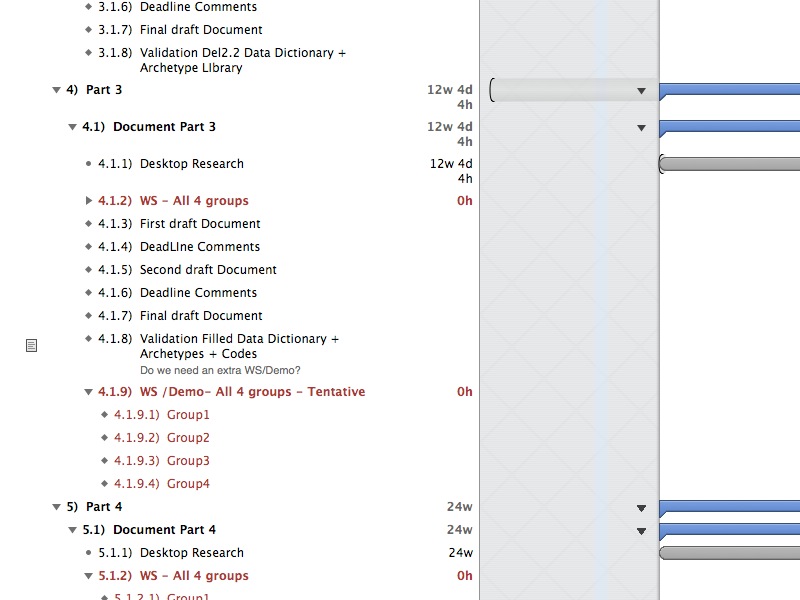 3.1.6) Deadline Comments
3.1.7) Final draft Document
3.1.8) Validation Del2.2 Data Dictionary +
Archetype LIbrary
4) Part 3 12w 4d
4h
4.1) Document Part 3 12w 4d
4h
4.1.1) Desktop Research 12w 4d
4h
4.1.2) WS - All 4 groups 0h
4.1.3) First draft Document
4.1.4) DeadLIne Comments
4.1.5) Second draft Document
4.1.6) Deadline Comments
4.1.7) Final draft Document
4.1.8) Validation Filled Data Dictionary +
Archetypes + Codes
Do we need an extra WS/Demo?
4.1.9) WS /Demo- All 4 groups - Tentative 0h
4.1.9.1) Group1
4.1.9.2) Group2
4.1.9.3) Group3
4.1.9.4) Group4
5) Part 4 24w
5.1) Document Part 4 24w
5.1.1) Desktop Research 24w
5.1.2) WS - All 4 groups 0h
5.1.2.1) Group1